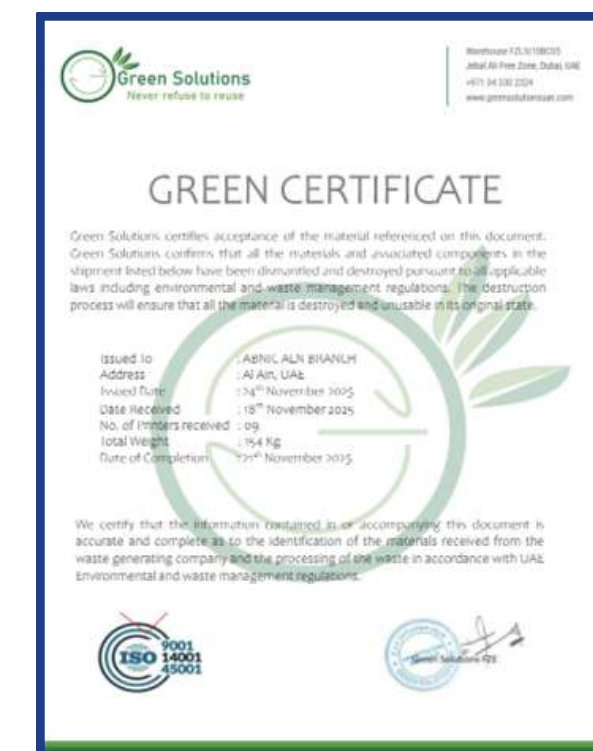 Green Solutions
Never refuse to reuse
Jebel Ali Free Zone, Dubai, UAE
+971 04 330 2324
GREEN CERTIFICATE
Green Solutions certifies acceptance of the material referenced on this document.
Green Solutions confirms that all the materials and associated components in the
shipment listed below have been dismantled and destroyed pursuant to all applicable
laws including environmental and waste management regulations. The destruction
process will ensure that all the material is destroyed and unusable in its original state.
Issued To : ABNIC ALN BRANCH
Address : Al Ain, UAE
Issued Date : 24th November 2025
Date Received : 18th November 2025
No. of Printers received : 09
Total Weight : 154 Kg
Date of Completion : November 2025
We certify that the information contained in or accompanying this document is
accurate and complete as to the identification of the materials received from the
waste generating company and the processing of the waste in accordance with UAE
Environmental and waste management regulations.
ISO 9001
14001
45001
Green Solutions FZE